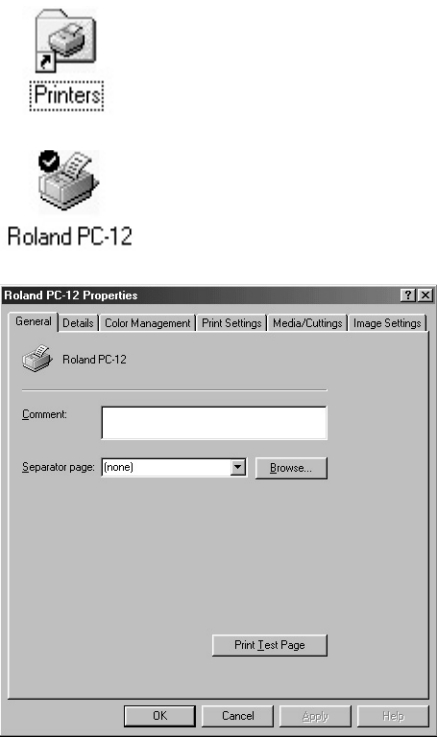 Printers
Roland PC-12
Roland PC-12 Properties
General Details Color Management Print Settings Media/Cuttings Image Settings
Roland PC-12
Comment:
Separator page: (none) Browse...
Print Test Page
OK Cancel Apply Help